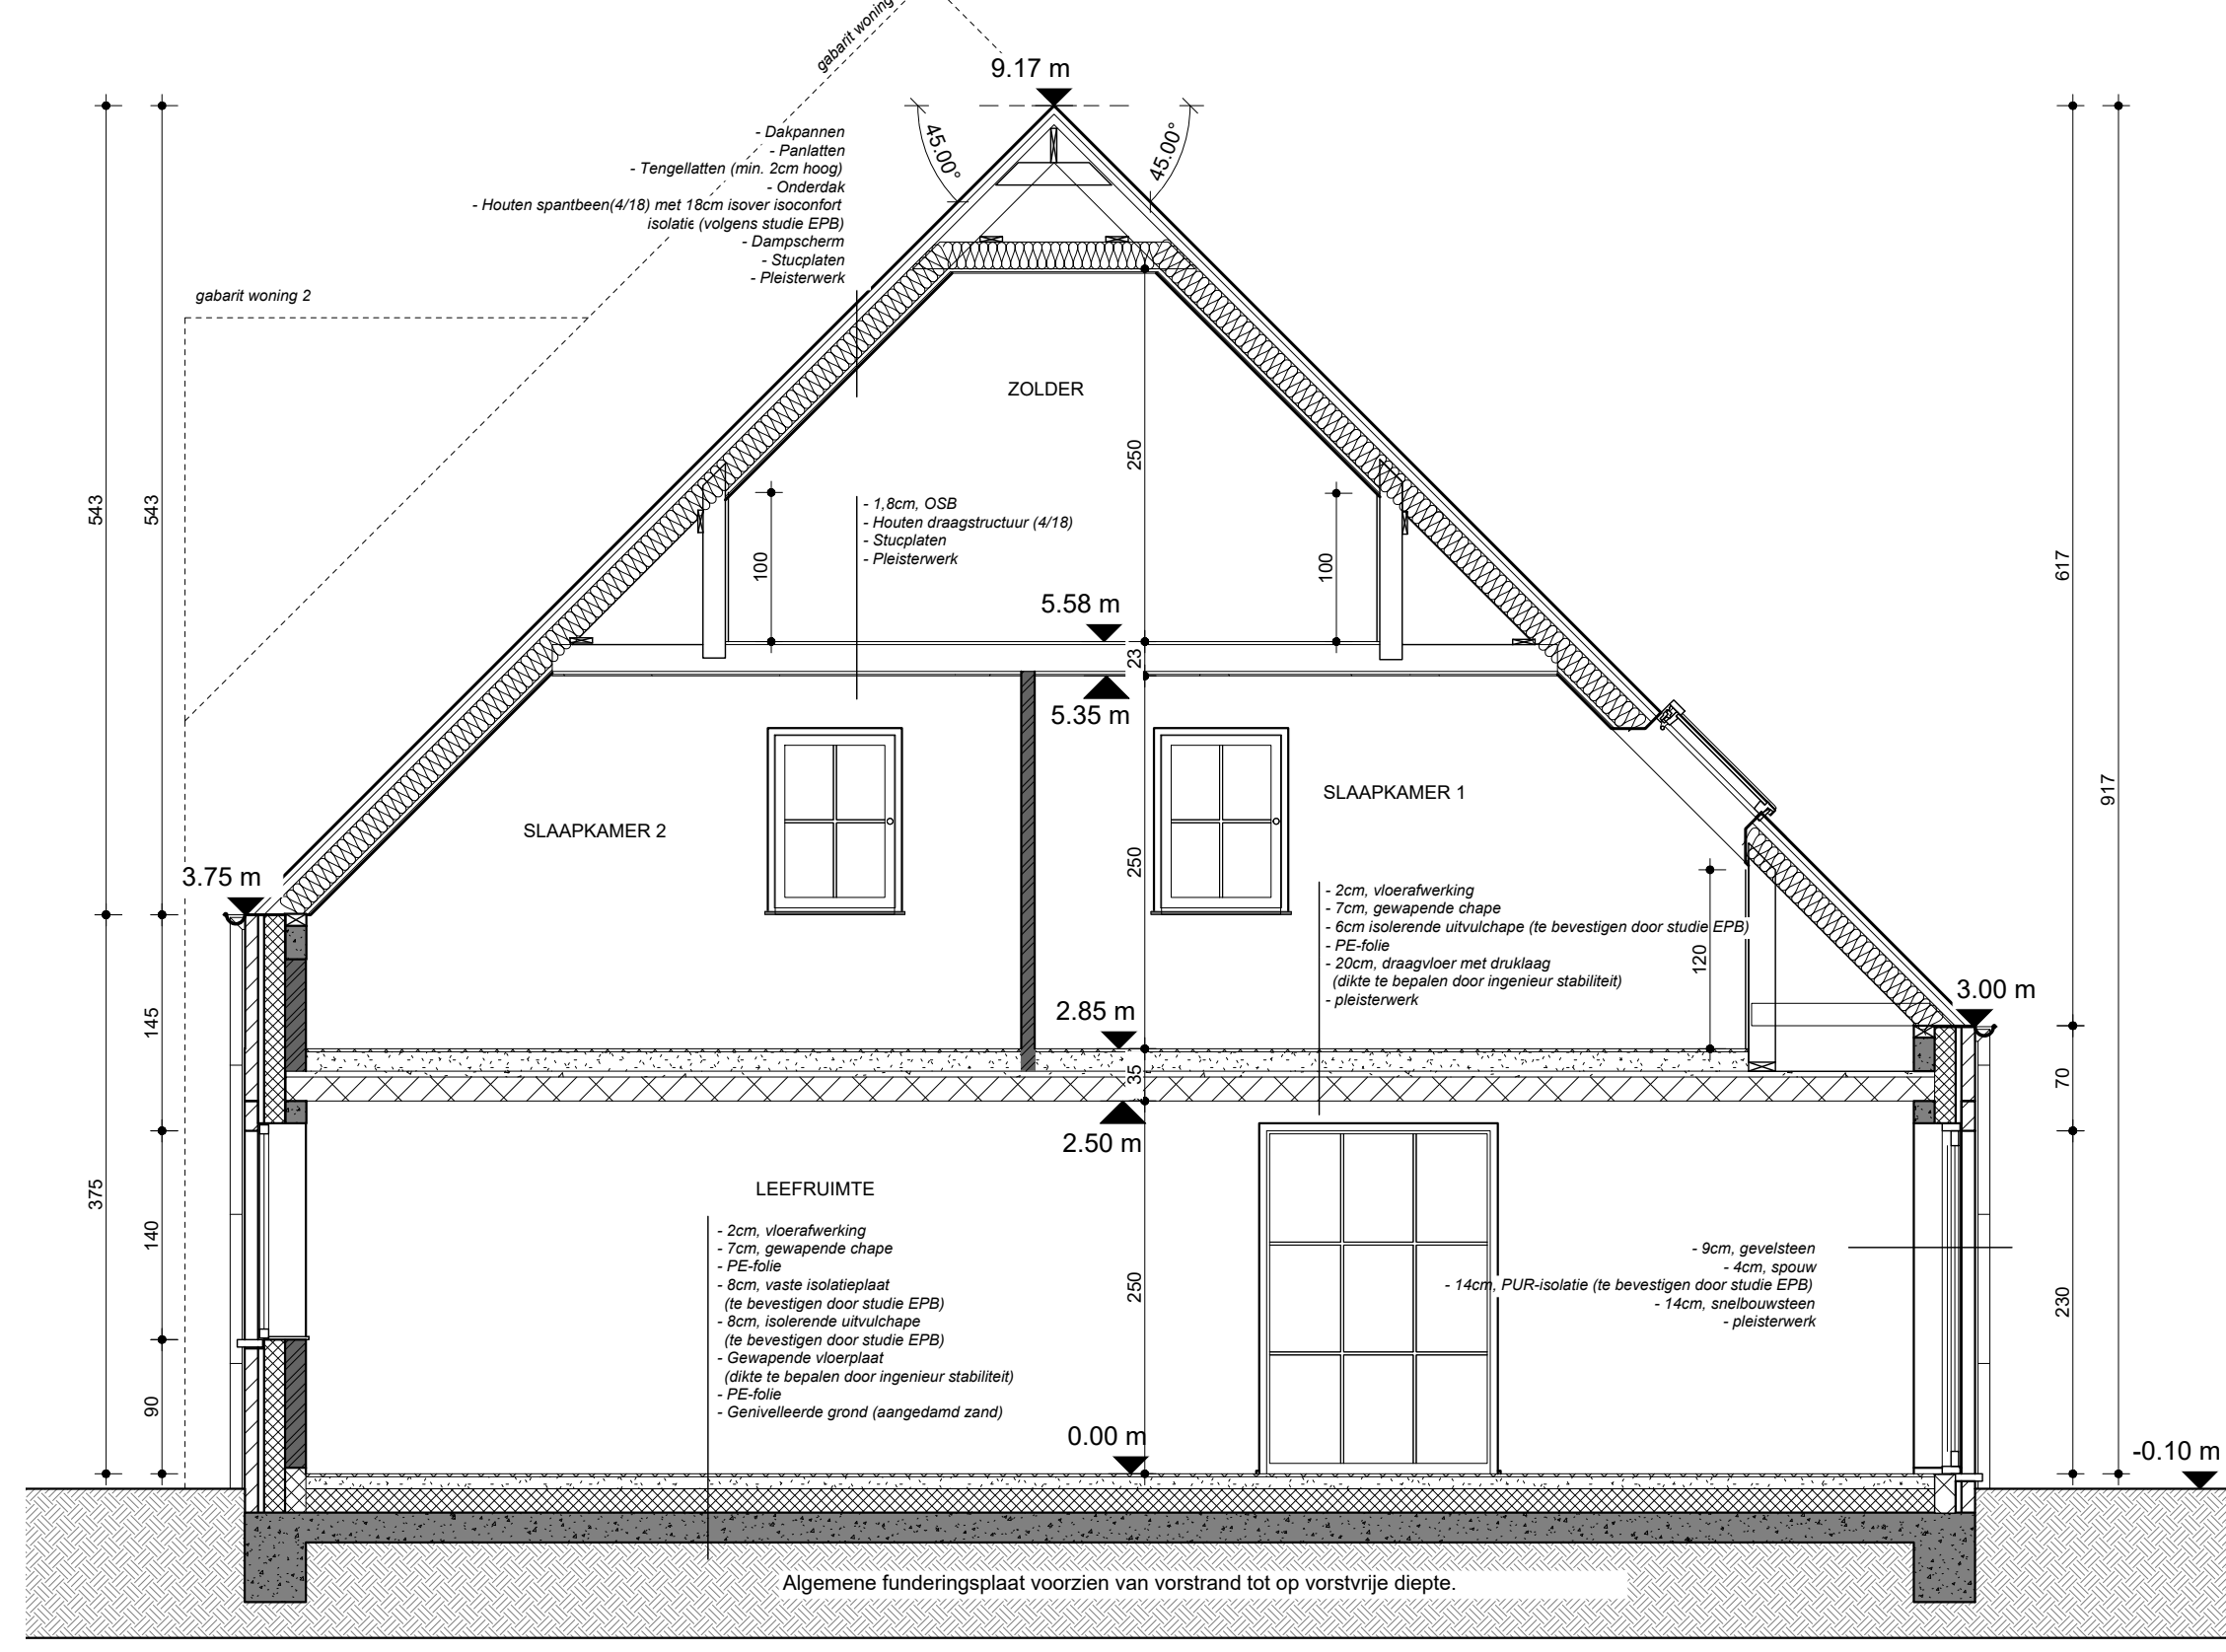 gabarit woning
9.17 m
45.00°
45.00°
- Dakpannen
- Panlatten
- Tengellatten (min. 2cm hoog)
- Onderdak
- Houten spantbeen(4/18) met 18cm isover isoconfort
isolatie (volgens studie EPB)
- Dampscherm
- Stucplaten
- Pleisterwerk
gabarit woning 2
ZOLDER
250
543
543
- 1,8cm, OSB
- Houten draagstructuur (4/18)
- Stucplaten
- Pleisterwerk
100
100
617
5.58 m
23
5.35 m
917
SLAAPKAMER 1
SLAAPKAMER 2
250
3.75 m
- 2cm, vloerafwerking
- 7cm, gewapende chape
- 6cm isolerende uitvulchape (te bevestigen door studie EPB)
- PE-folie
- 20cm, draagvloer met druklaag
(dikte te bepalen door ingenieur stabiliteit)
- pleisterwerk
120
3.00 m
145
2.85 m
35
70
2.50 m
375
LEEFRUIMTE
- 2cm, vloerafwerking
- 7cm, gewapende chape
- PE-folie
- 8cm, vaste isolatieplaat
(te bevestigen door studie EPB)
- 8cm, isolerende uitvulchape
(te bevestigen door studie EPB)
- Gewapende vloerplaat
(dikte te bepalen door ingenieur stabiliteit)
- PE-folie
- Genivelleerde grond (aangedamd zand)
140
250
- 9cm, gevelsteen
- 4cm, spouw
- 14cm, PUR-isolatie (te bevestigen door studie EPB)
- 14cm, snelbouwsteen
- pleisterwerk
230
90
0.00 m
-0.10 m
Algemene funderingsplaat voorzien van vorstrand tot op vorstvrije diepte.